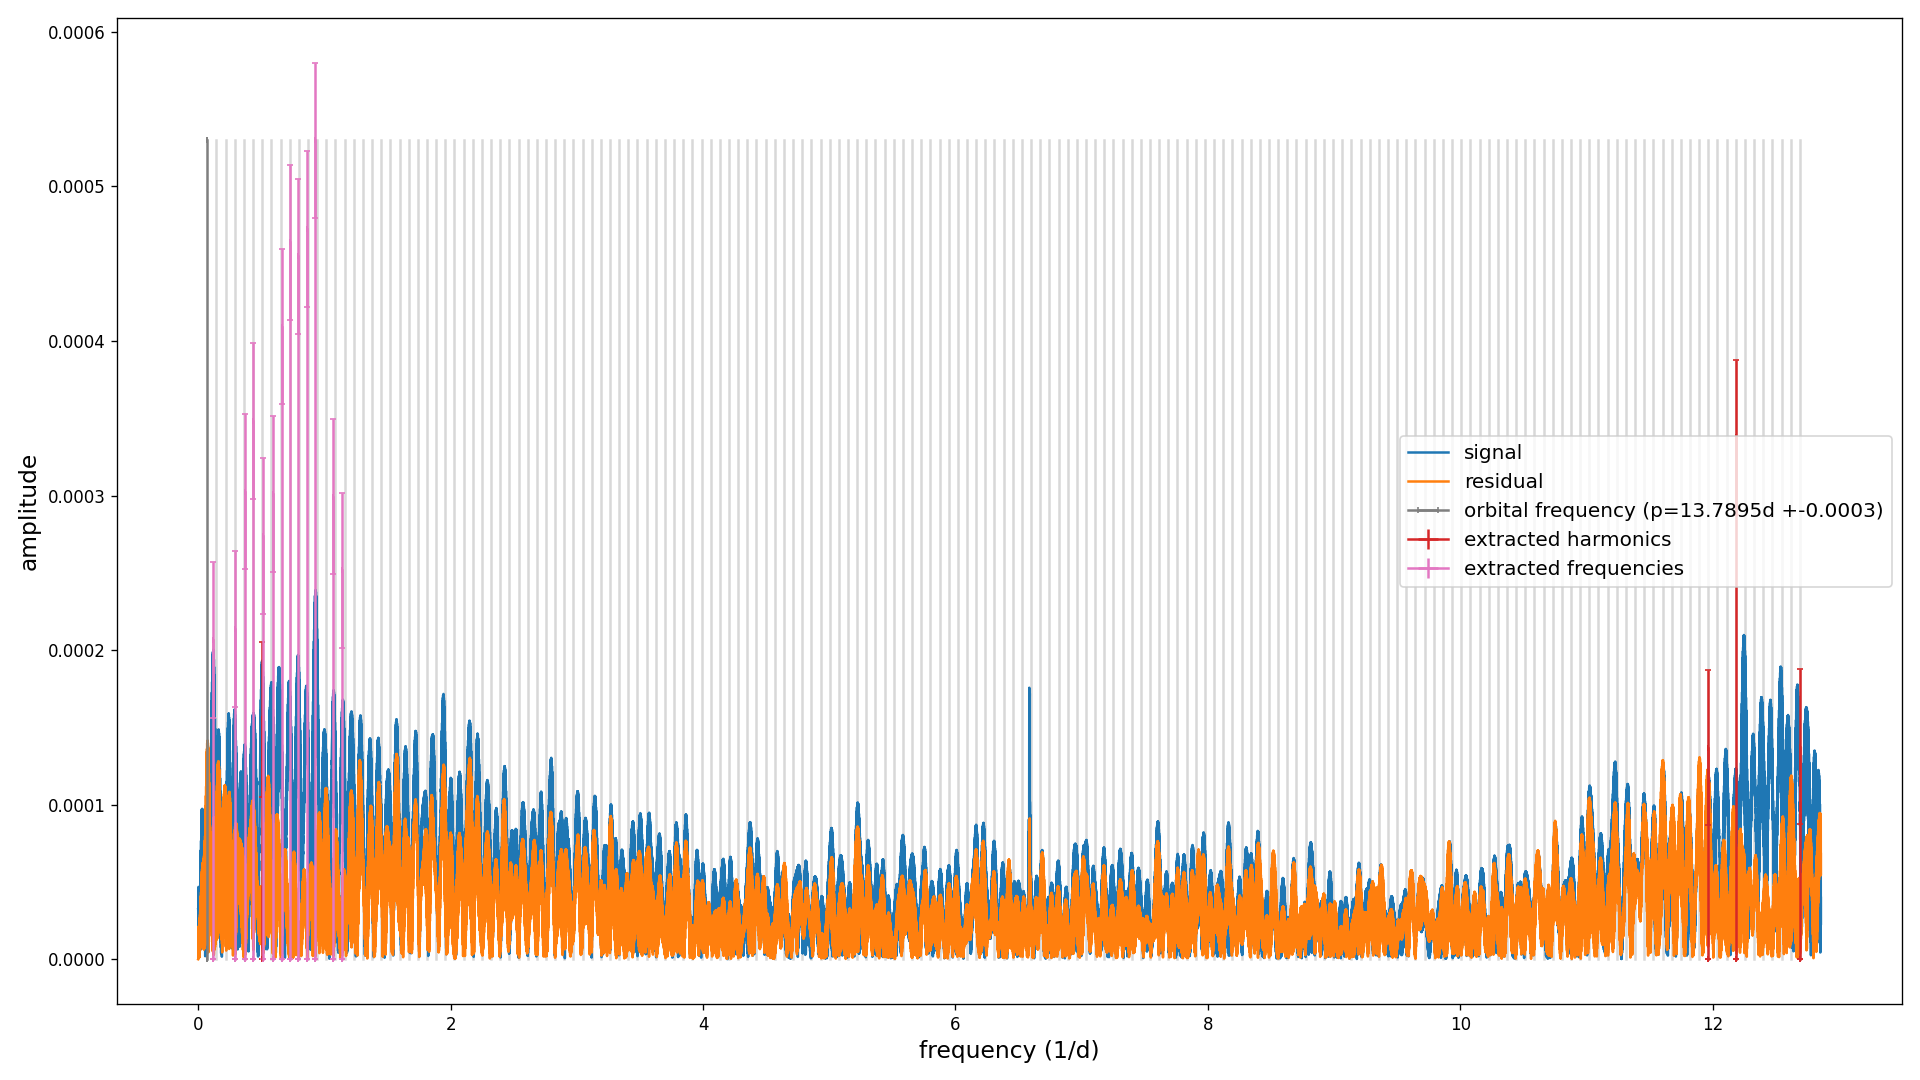 0.0006
0.0005
0.0004
0.0003
0.0002
0.0001
0.0000
amplitude
signal
residual
orbital frequency (p=13.7895d +-0.0003)
extracted harmonics
extracted frequencies
0 2 4 6 8 10 12
frequency (1/d)